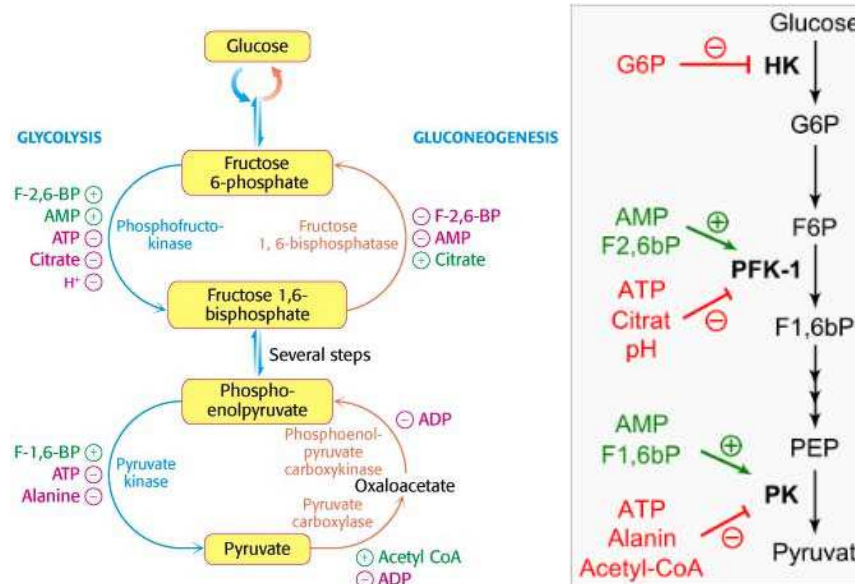 Glucose
GLYCOLYSIS
GLUCONEOGENESIS
Fructose
6-phosphate
F-2,6-BP ⊕
AMP ⊕
ATP ⊖
Citrate ⊖
H⁺ ⊖
Phosphofructo-
kinase
Fructose
1, 6-bisphosphatase
⊖ F-2,6-BP
⊖ AMP
⊕ Citrate
Fructose 1,6-
bisphosphate
Several steps
Phospho-
enolpyruvate
F-1,6-BP ⊕
ATP ⊖
Alanine ⊖
Pyruvate
kinase
Phosphoenol-
pyruvate
carboxykinase
⊖ ADP
Oxaloacetate
Pyruvate
carboxylase
Pyruvate
⊕ Acetyl CoA
⊖ ADP
Glucose
G6P ⊖ HK
G6P
AMP ⊕
F2,6bP
F6P
PFK-1
ATP
Citrat ⊖
pH
F1,6bP
AMP ⊕
F1,6bP
PEP
PK
ATP
Alanin ⊖
Acetyl-CoA
Pyruvat